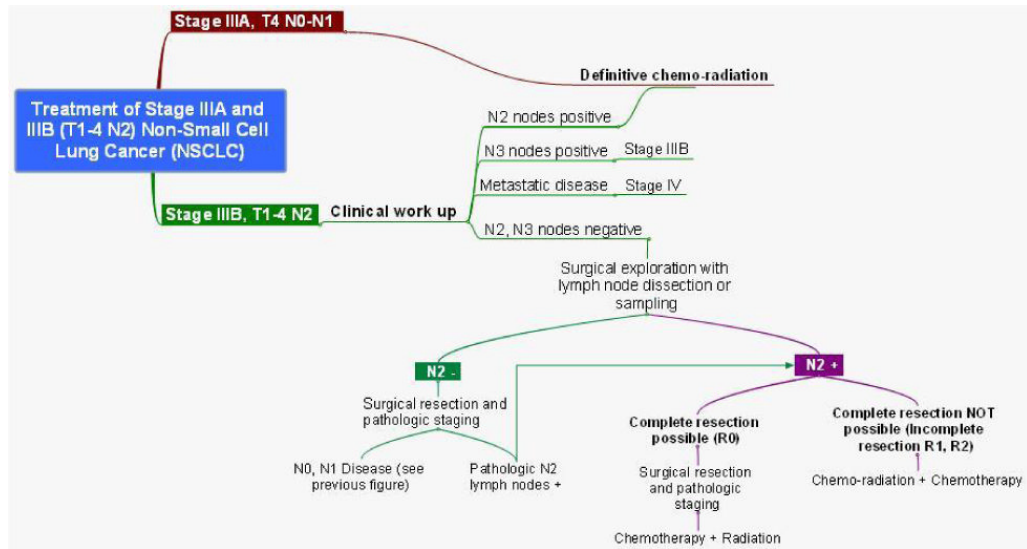 Stage IIIA, T4 N0-N1
Treatment of Stage IIIA and
IIIB (T1-4 N2) Non-Small Cell
Lung Cancer (NSCLC)
Definitive chemo-radiation
N2 nodes positive
N3 nodes positive
Stage IIIB
Metastatic disease
Stage IV
Stage IIIB, T1-4 N2
Clinical work up
N2, N3 nodes negative
Surgical exploration with
lymph node dissection or
sampling
N2 -
N2 +
Surgical resection and
pathologic staging
N0, N1 Disease (see
previous figure)
Pathologic N2
lymph nodes +
Complete resection
possible (R0)
Surgical resection
and pathologic
staging
Chemotherapy + Radiation
Complete resection NOT
possible (Incomplete
resection R1, R2)
Chemo-radiation + Chemotherapy